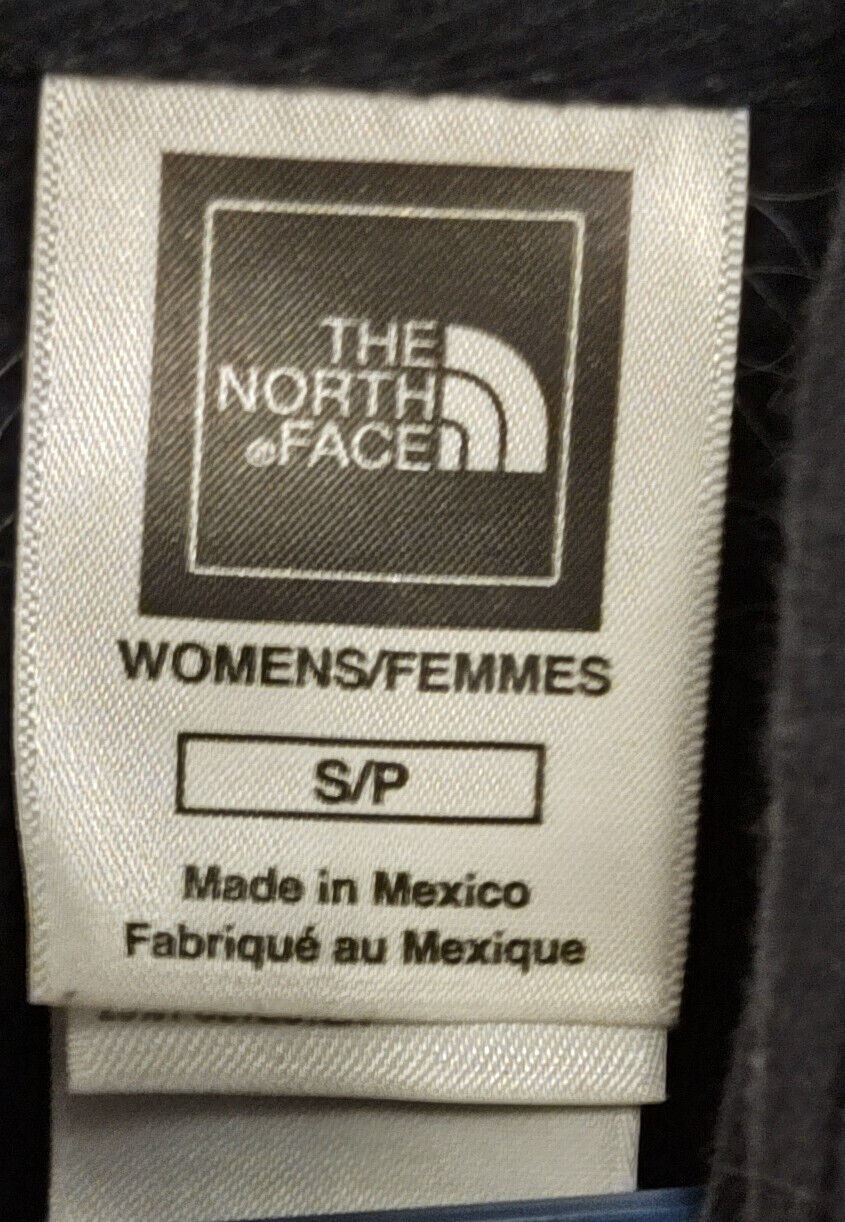 THE
NORTH
FACE
WOMENS/FEMMES
S/P
Made in Mexico
Fabriqué au Mexique